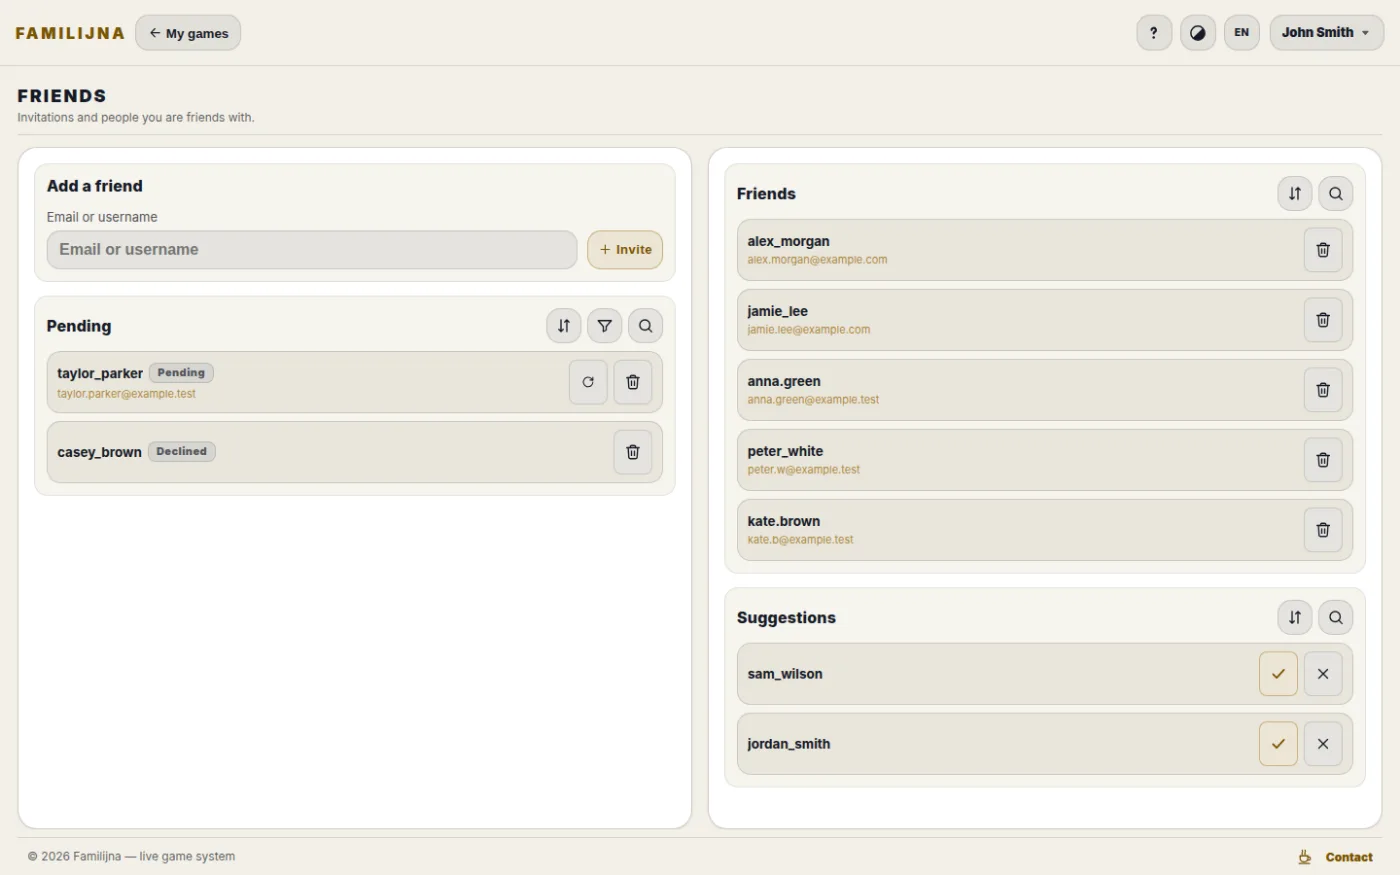 FAMILIJNA
← My games
?
EN
John Smith
FRIENDS
Invitations and people you are friends with.
Add a friend
Email or username
Email or username
+ Invite
Pending
taylor_parker Pending
taylor.parker@example.test
casey_brown Declined
Friends
alex_morgan
alex.morgan@example.com
jamie_lee
jamie.lee@example.com
anna.green
anna.green@example.test
peter_white
peter.w@example.test
kate.brown
kate.b@example.test
Suggestions
sam_wilson
jordan_smith
© 2026 Familijna — live game system
Contact